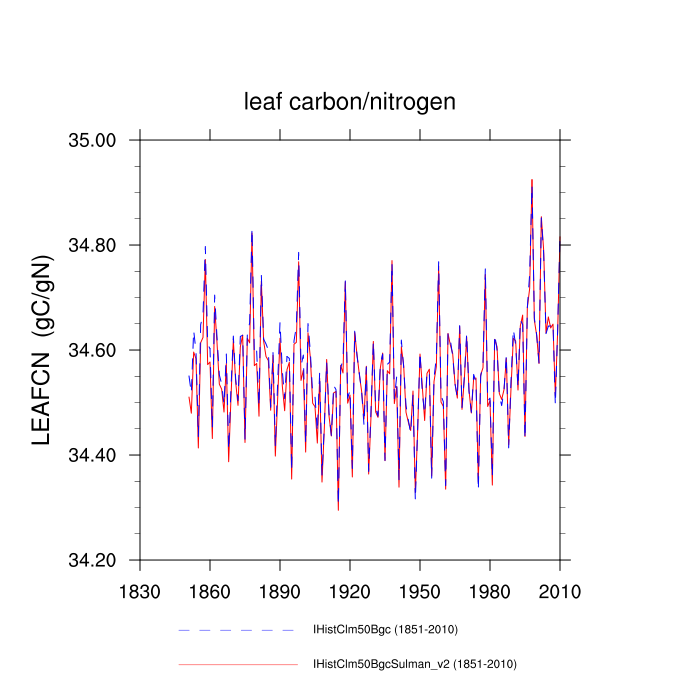 leaf carbon/nitrogen
35.00
34.80
34.60
34.40
34.20
LEAFCN (gC/gN)
1830 1860 1890 1920 1950 1980 2010
IHistClm50Bgc (1851-2010)
IHistClm50BgcSulman_v2 (1851-2010)